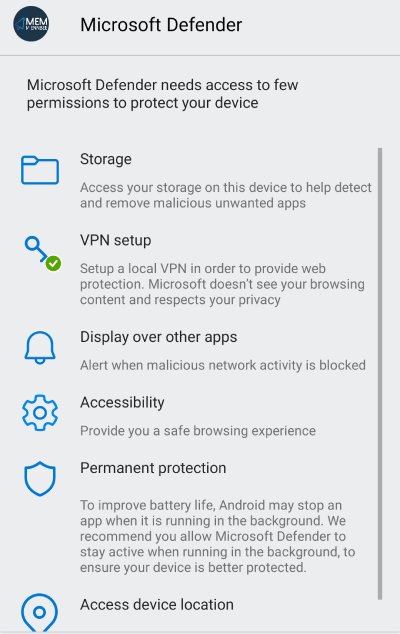 MEM
Microsoft Defender
Microsoft Defender needs access to few
permissions to protect your device
Storage
Access your storage on this device to help detect
and remove malicious unwanted apps
VPN setup
Setup a local VPN in order to provide web
protection. Microsoft doesn't see your browsing
content and respects your privacy
Display over other apps
Alert when malicious network activity is blocked
Accessibility
Provide you a safe browsing experience
Permanent protection
To improve battery life, Android may stop an
app when it is running in the background. We
recommend you allow Microsoft Defender to
stay active when running in the background, to
ensure your device is better protected.
Access device location